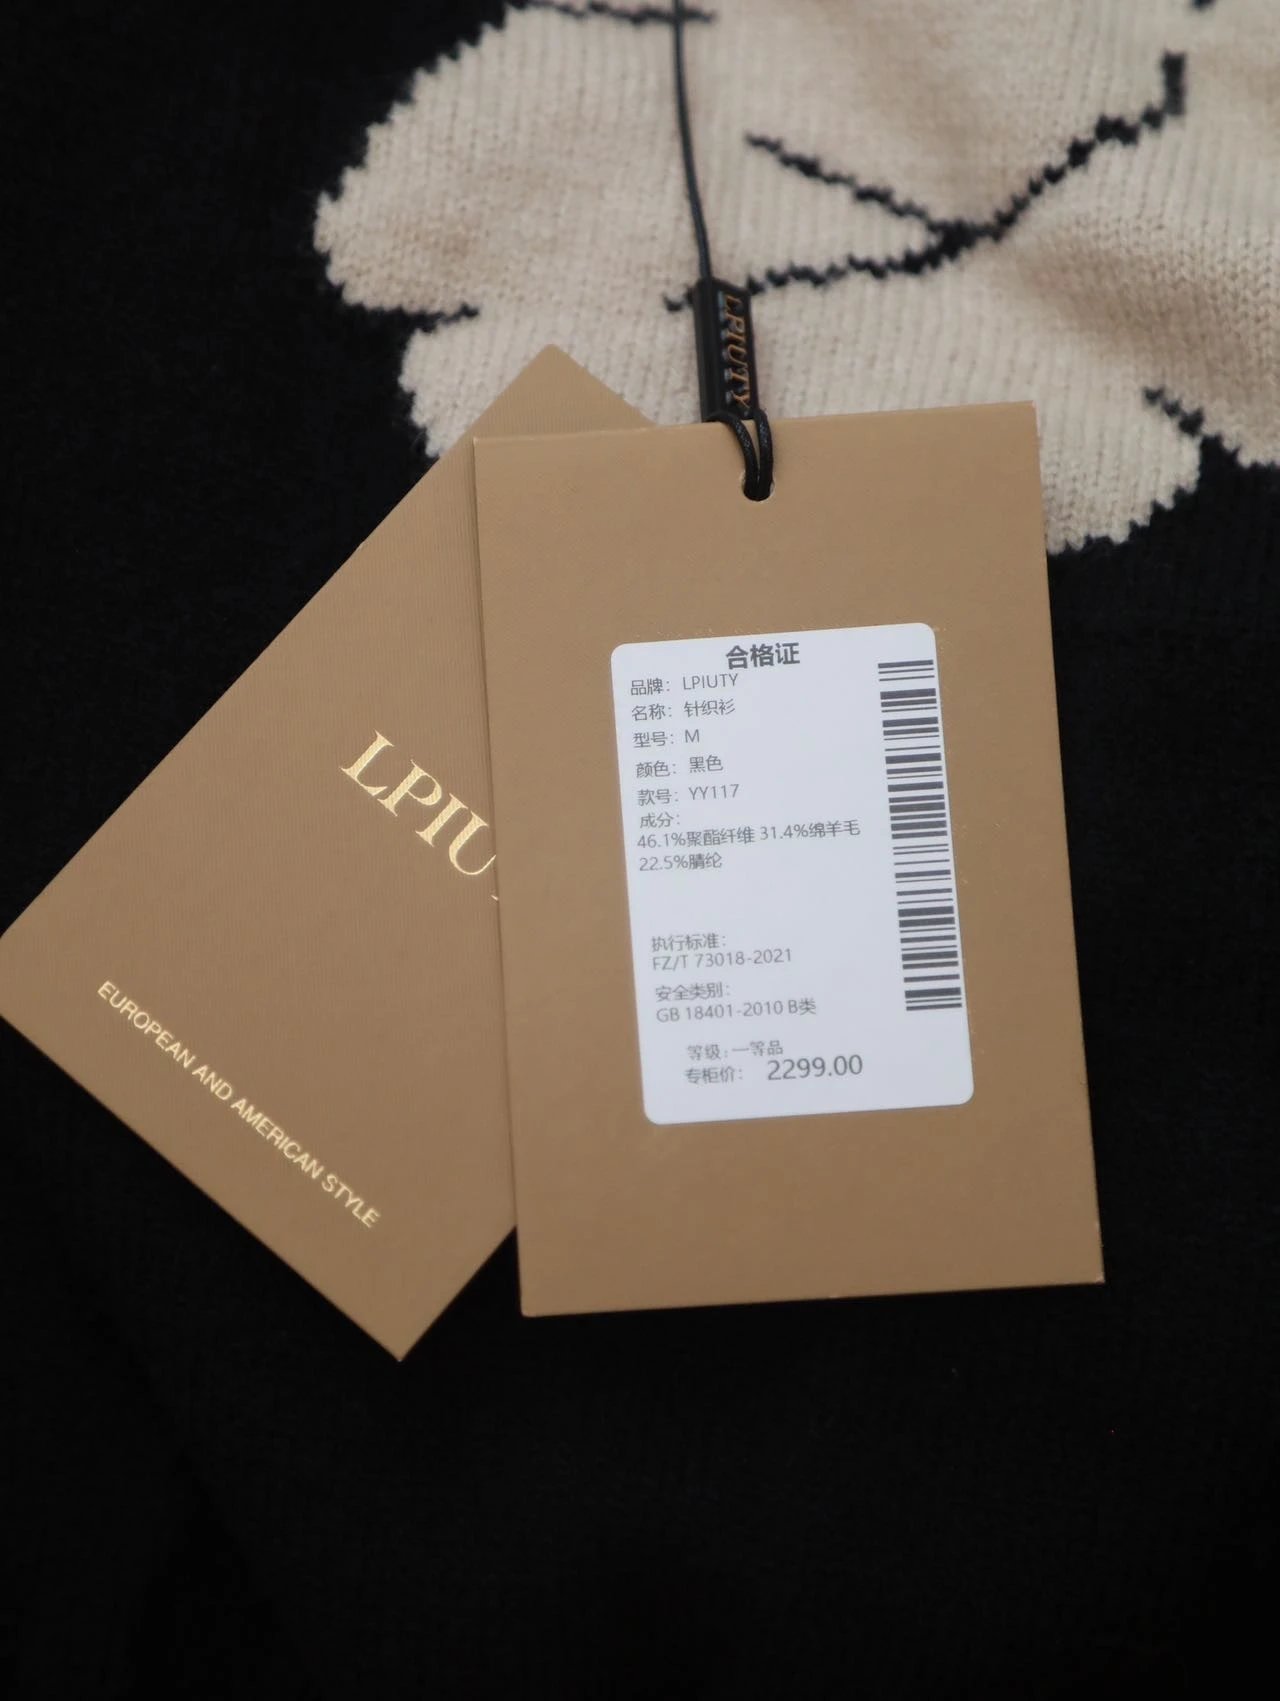 LPIUTY
LPIU
EUROPEAN AND AMERICAN STYLE
合格证
品牌: LPIUTY
名称: 针织衫
型号: M
颜色: 黑色
款号: YY117
成分:
46.1%聚酯纤维 31.4%绵羊毛
22.5%腈纶
执行标准:
FZ/T 73018-2021
安全类别:
GB 18401-2010 B类
等级: 一等品
专柜价: 2299.00